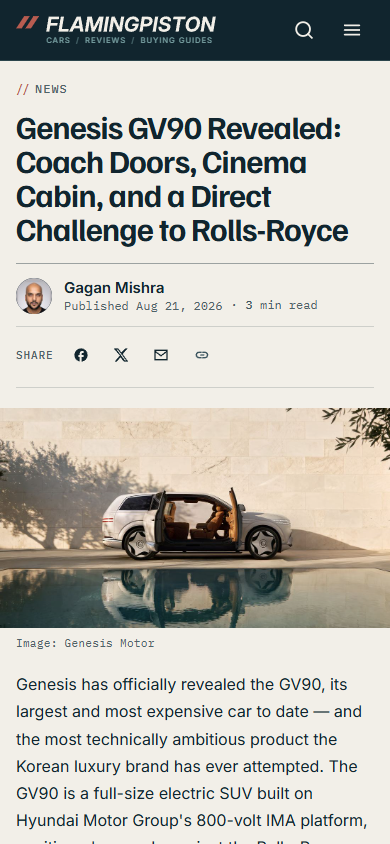 FLAMINGPISTON
CARS / REVIEWS / BUYING GUIDES
// NEWS
Genesis GV90 Revealed:
Coach Doors, Cinema
Cabin, and a Direct
Challenge to Rolls-Royce
Gagan Mishra
Published Aug 21, 2026 · 3 min read
SHARE
Image: Genesis Motor
Genesis has officially revealed the GV90, its
largest and most expensive car to date — and
the most technically ambitious product the
Korean luxury brand has ever attempted. The
GV90 is a full-size electric SUV built on
Hyundai Motor Group's 800-volt IMA platform,